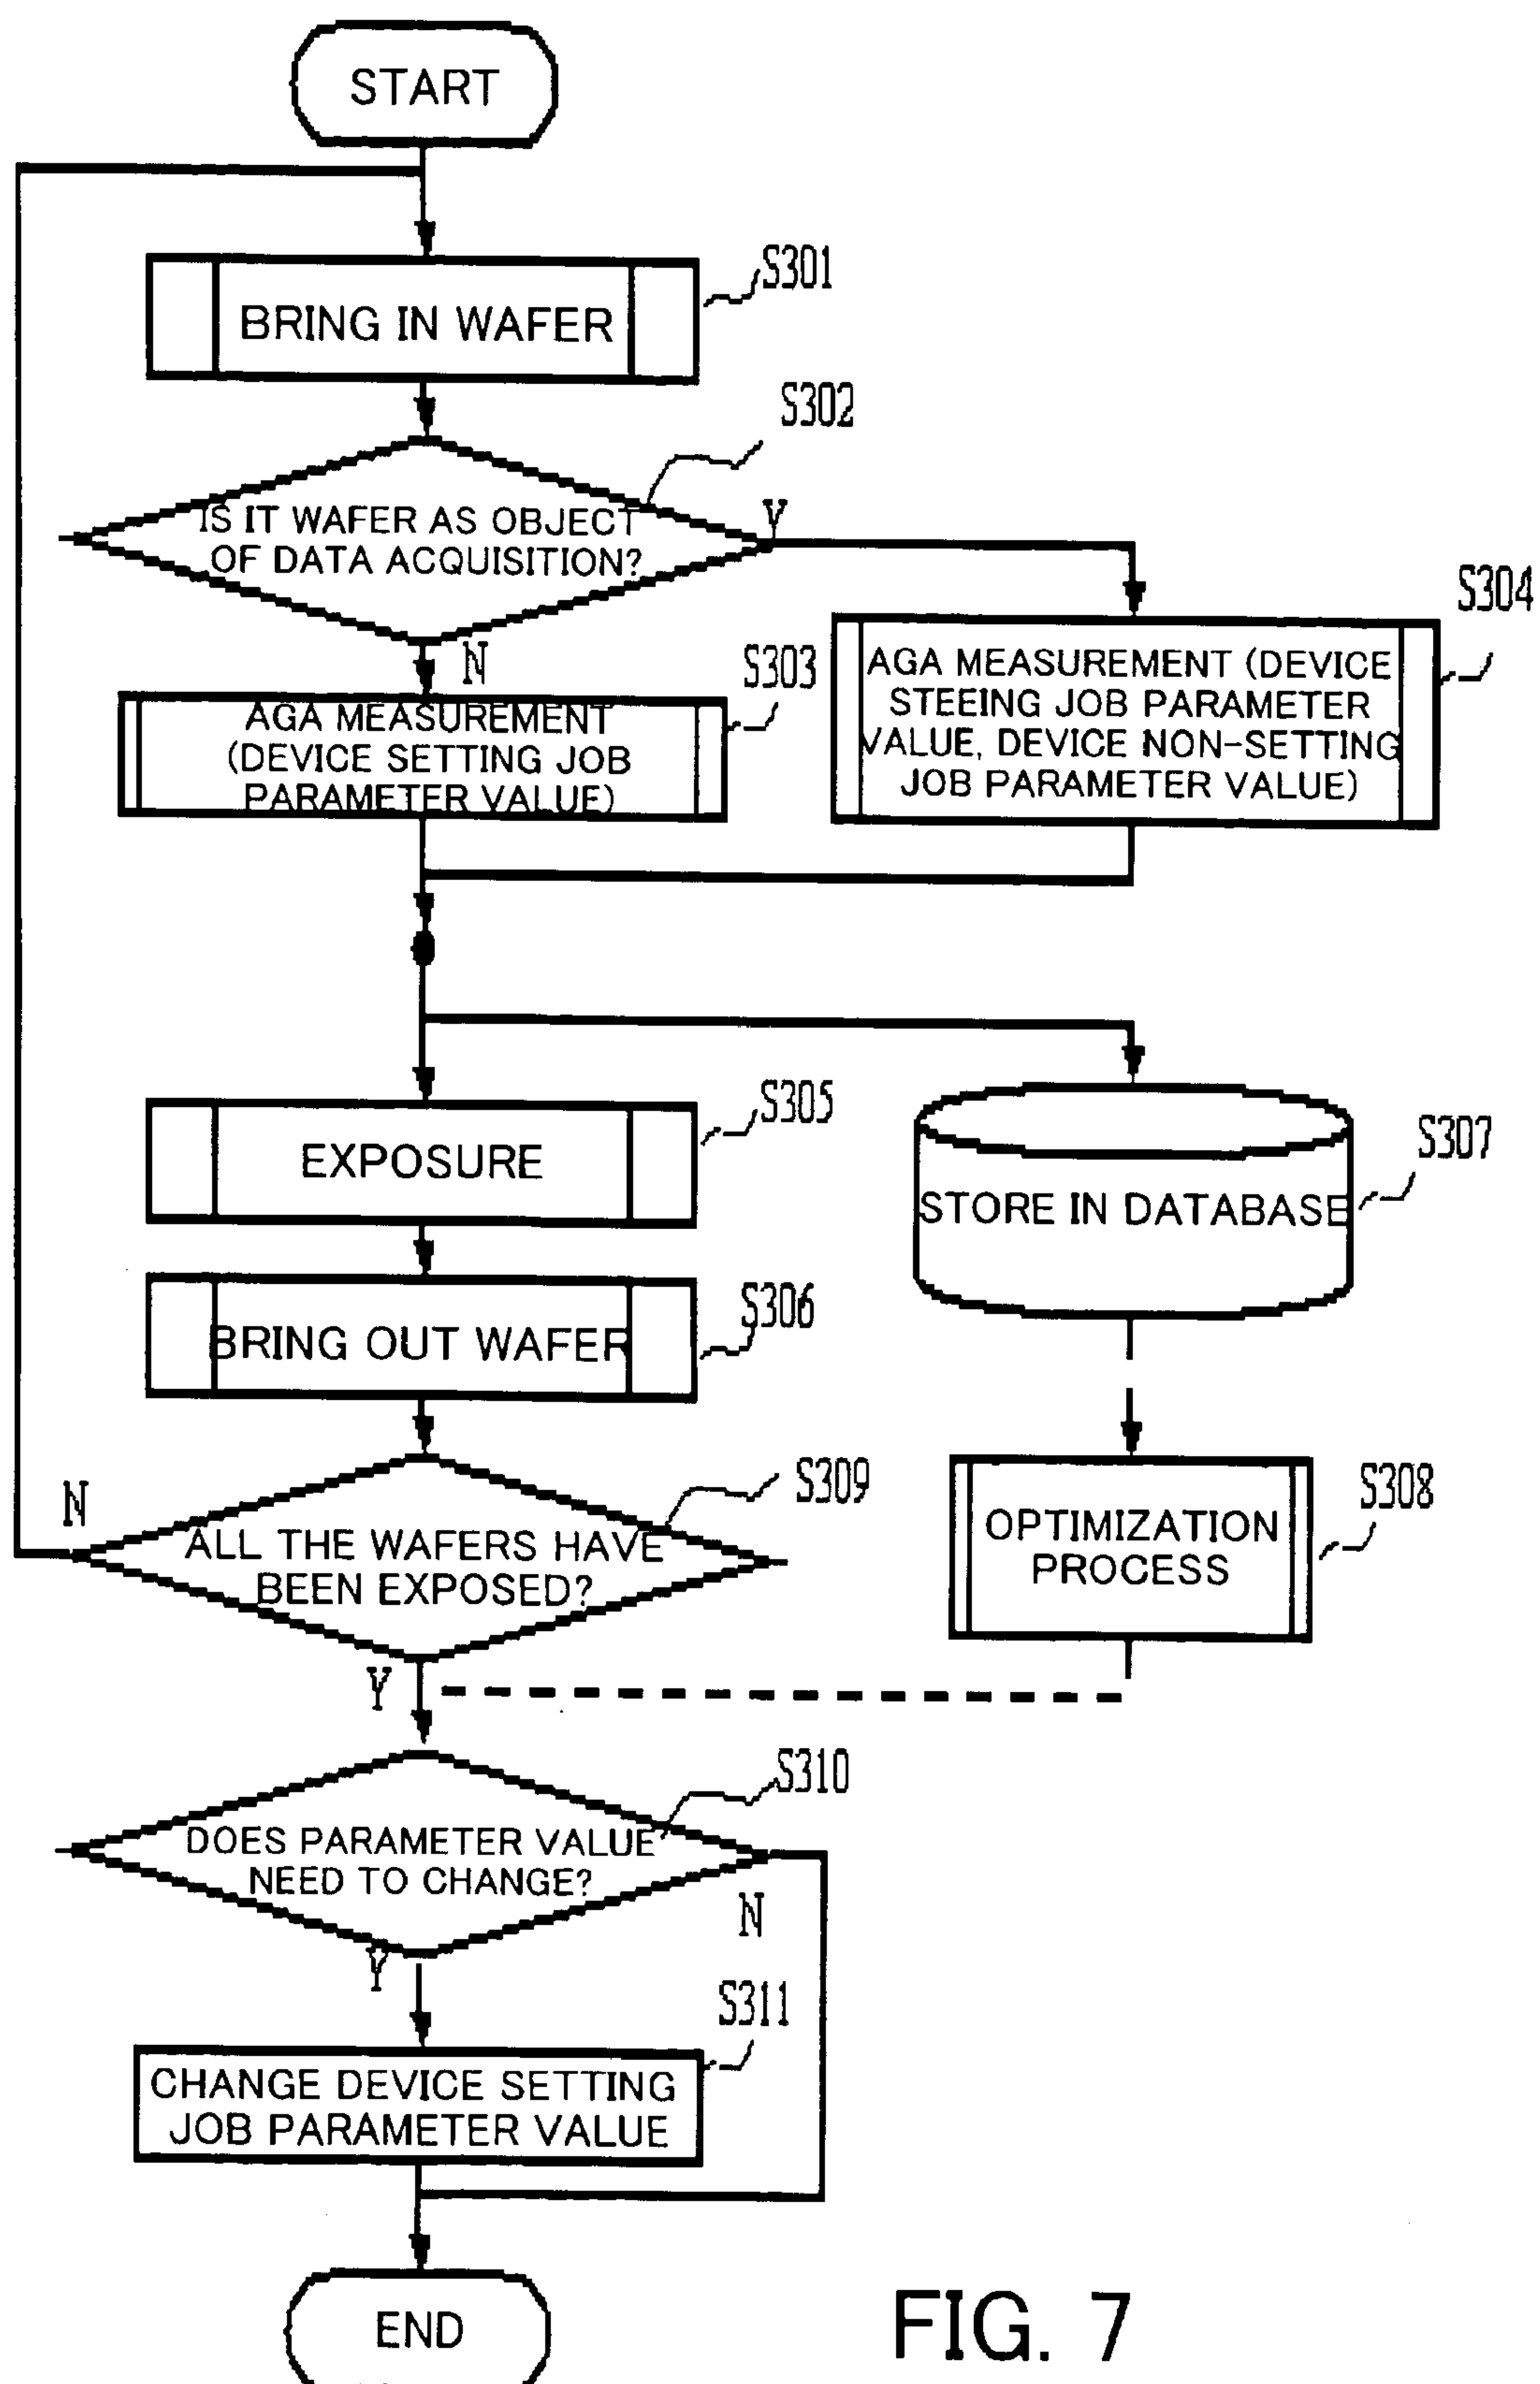 START
S301
BRING IN WAFER
S302
IS IT WAFER AS OBJECT
OF DATA ACQUISITION?
Y
N
S303
AGA MEASUREMENT
(DEVICE SETTING JOB
PARAMETER VALUE)
S304
AGA MEASUREMENT (DEVICE
STEEING JOB PARAMETER
VALUE, DEVICE NON-SETTING
JOB PARAMETER VALUE)
S305
EXPOSURE
S307
STORE IN DATABASE
S306
BRING OUT WAFER
S309
N
ALL THE WAFERS HAVE
BEEN EXPOSED?
S308
OPTIMIZATION
PROCESS
Y
S310
DOES PARAMETER VALUE
NEED TO CHANGE?
N
Y
S311
CHANGE DEVICE SETTING
JOB PARAMETER VALUE
END
FIG. 7